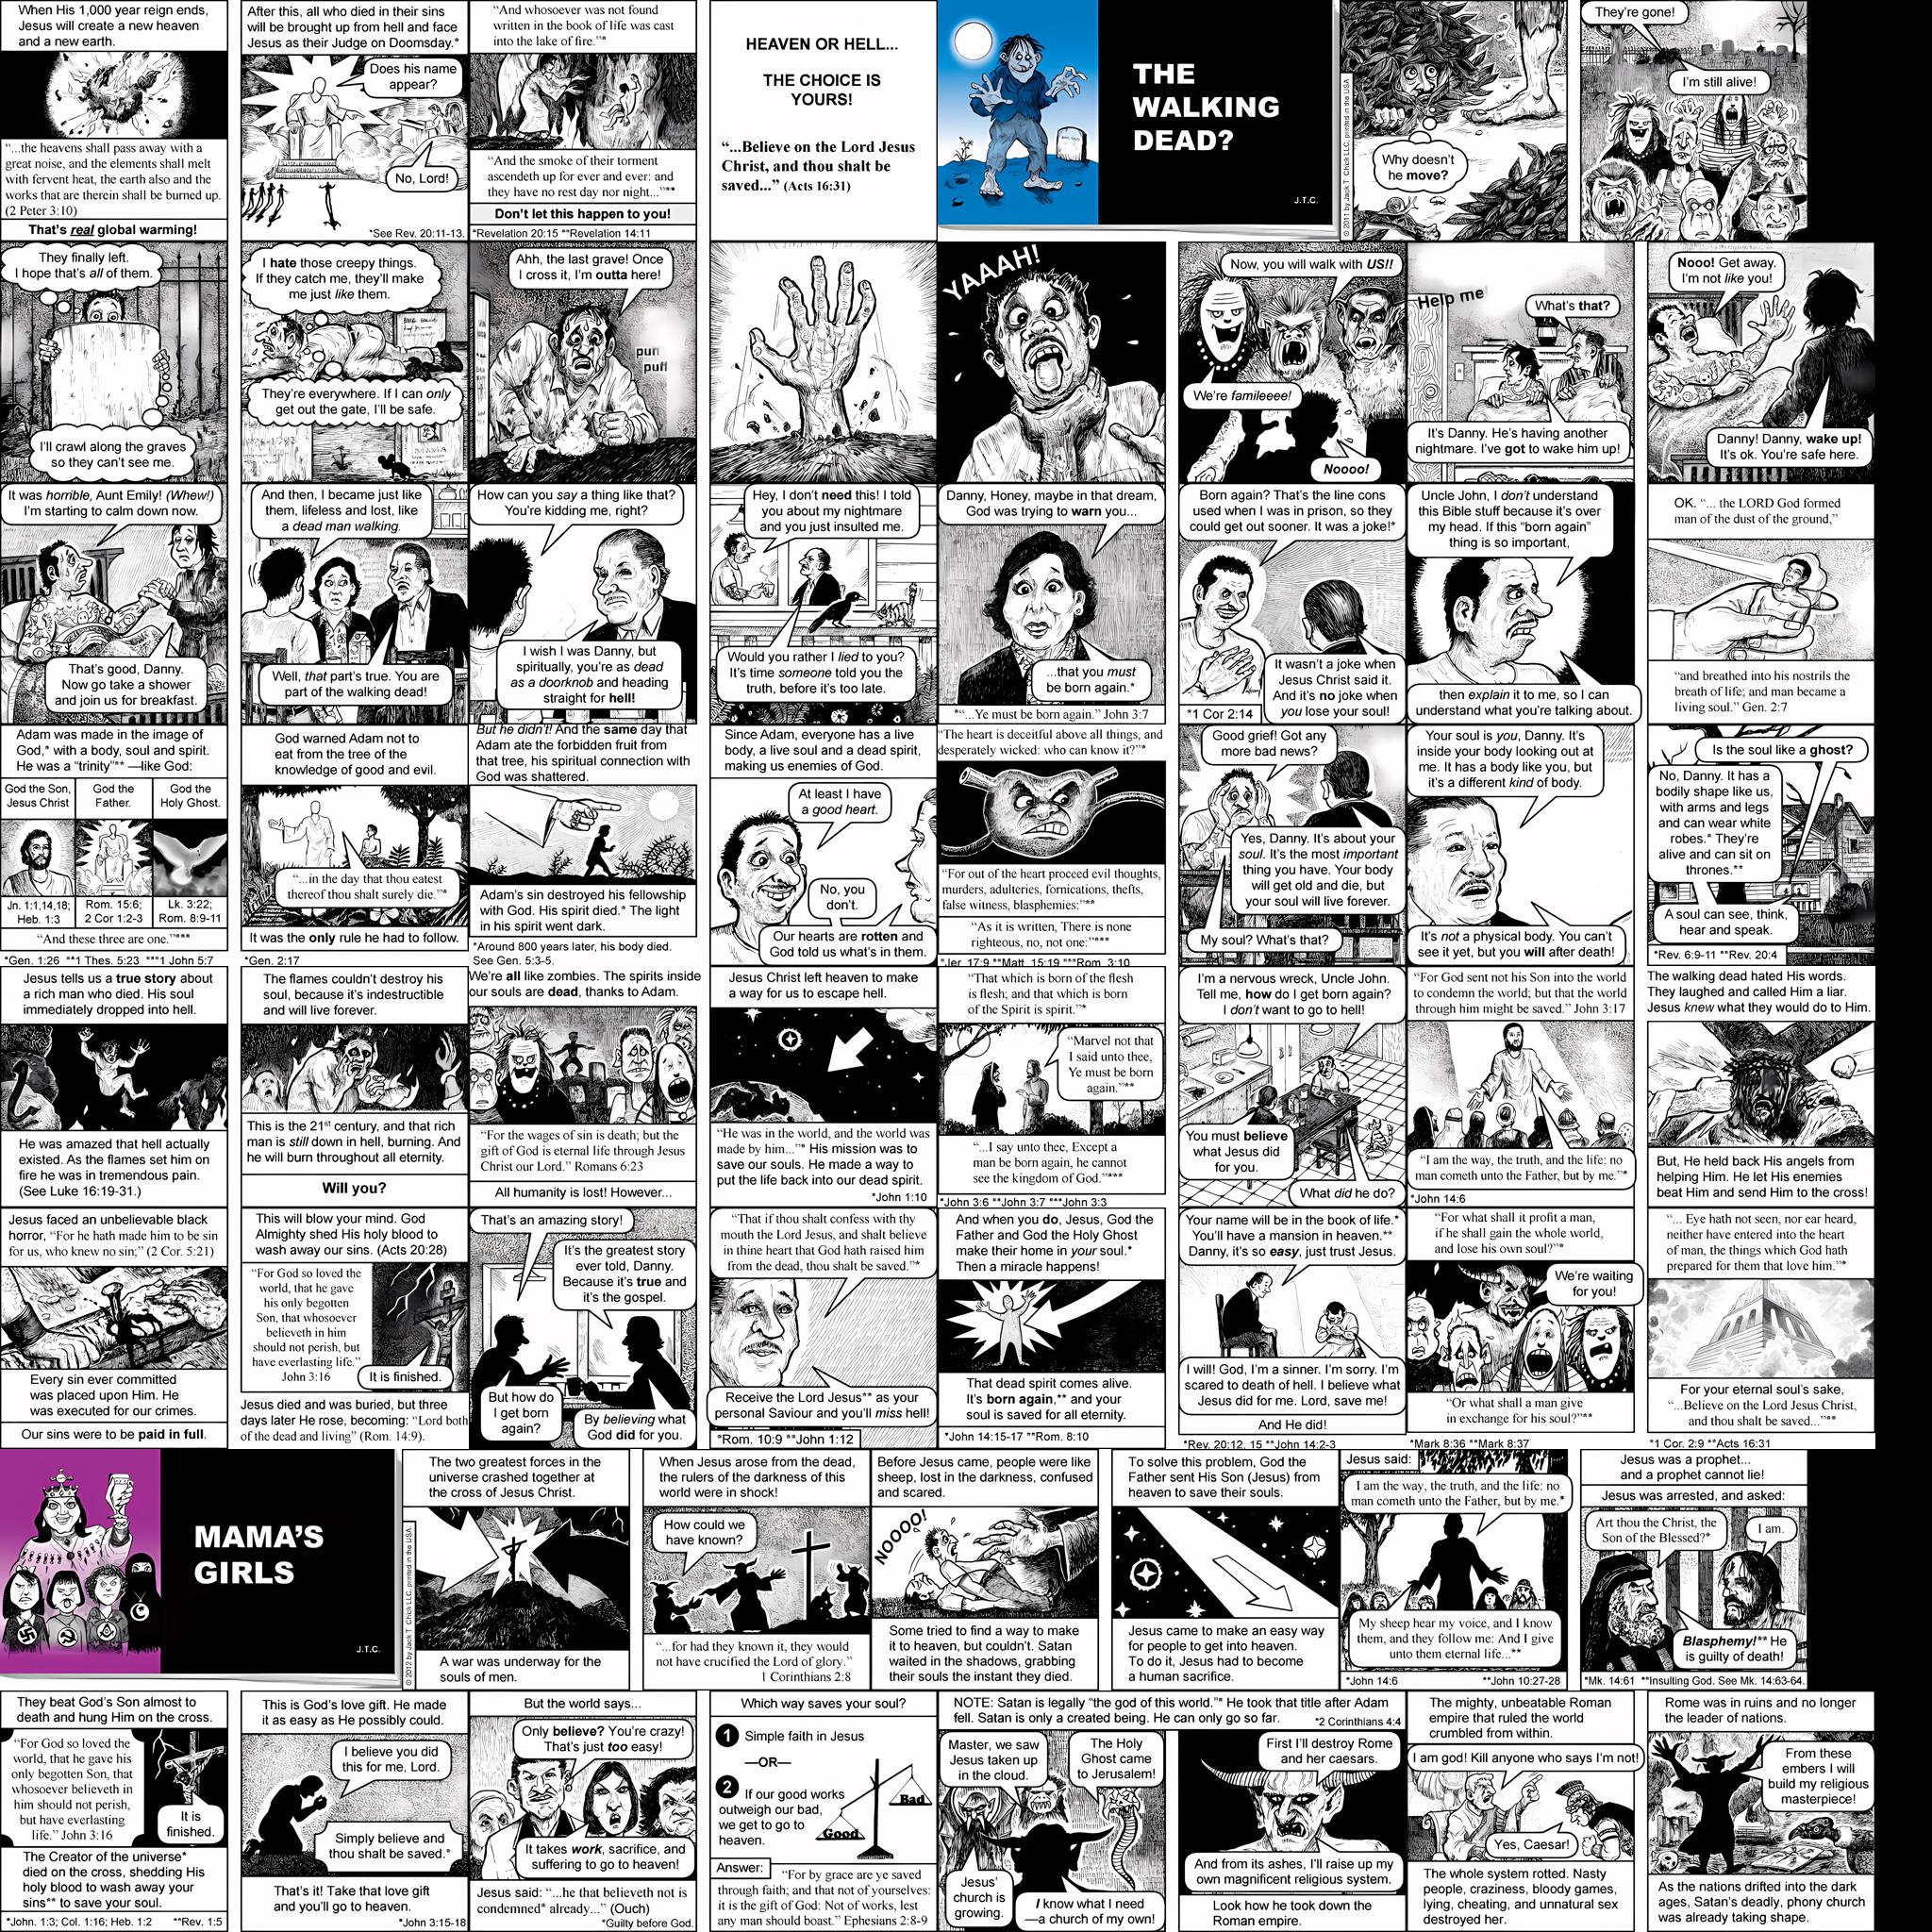 When His 1,000 year reign ends,
Jesus will create a new heaven
and a new earth.
"...the heavens shall pass away with a
great noise, and the elements shall melt
with fervent heat, the earth also and the
works that are therein shall be burned up.
(2 Peter 3:10)
That's real global warming!
After this, all who died in their sins
will be brought up from hell and face
Jesus as their Judge on Doomsday.*
Does his name
appear?
No, Lord!
*See Rev. 20:11-13.
"And whosoever was not found
written in the book of life was cast
into the lake of fire."*
"And the smoke of their torment
ascendeth up for ever and ever: and
they have no rest day nor night..."**
Don't let this happen to you!
*Revelation 20:15 **Revelation 14:11
HEAVEN OR HELL...
THE CHOICE IS
YOURS!
"...Believe on the Lord Jesus
Christ, and thou shalt be
saved..." (Acts 16:31)
THE
WALKING
DEAD?
J.T.C.
© 2011 by Jack T. Chick LLC. printed in the USA
Why doesn't
he move?
They're gone!
I'm still alive!
They finally left.
I hope that's all of them.
I'll crawl along the graves
so they can't see me.
I hate those creepy things.
If they catch me, they'll make
me just like them.
They're everywhere. If I can only
get out the gate, I'll be safe.
MAMA
Ahh, the last grave! Once
I cross it, I'm outta here!
puff
puff
YAAAH!
Now, you will walk with US!!
We're famileeee!
Noooo!
Help me
What's that?
It's Danny. He's having another
nightmare. I've got to wake him up!
Nooo! Get away.
I'm not like you!
Danny! Danny, wake up!
It's ok. You're safe here.
It was horrible, Aunt Emily! (Whew!)
I'm starting to calm down now.
That's good, Danny.
Now go take a shower
and join us for breakfast.
And then, I became just like
them, lifeless and lost, like
a dead man walking.
Well, that part's true. You are
part of the walking dead!
How can you say a thing like that?
You're kidding me, right?
I wish I was Danny, but
spiritually, you're as dead
as a doorknob and heading
straight for hell!
Hey, I don't need this! I told
you about my nightmare
and you just insulted me.
Would you rather I lied to you?
It's time someone told you the
truth, before it's too late.
Danny, Honey, maybe in that dream,
God was trying to warn you...
...that you must
be born again.*
*"...Ye must be born again." John 3:7
Born again? That's the line cons
used when I was in prison, so they
could get out sooner. It was a joke!*
It wasn't a joke when
Jesus Christ said it.
And it's no joke when
you lose your soul!
*1 Cor 2:14
Uncle John, I don't understand
this Bible stuff because it's over
my head. If this "born again"
thing is so important,
then explain it to me, so I can
understand what you're talking about.
OK. "... the LORD God formed
man of the dust of the ground,"
"and breathed into his nostrils the
breath of life; and man became a
living soul." Gen. 2:7
Adam was made in the image of
God,* with a body, soul and spirit.
He was a "trinity"** —like God:
God the Son,
Jesus Christ
God the
Father.
God the
Holy Ghost.
Jn. 1:1,14,18;
Heb. 1:3
Rom. 15:6;
2 Cor 1:2-3
Lk. 3:22;
Rom. 8:9-11
"And these three are one."***
*Gen. 1:26 **1 Thes. 5:23 ***1 John 5:7
God warned Adam not to
eat from the tree of the
knowledge of good and evil.
"...in the day that thou eatest
thereof thou shalt surely die."*
It was the only rule he had to follow.
*Gen. 2:17
But he didn't! And the same day that
Adam ate the forbidden fruit from
that tree, his spiritual connection with
God was shattered.
Adam's sin destroyed his fellowship
with God. His spirit died.* The light
in his spirit went dark.
*Around 800 years later, his body died.
See Gen. 5:3-5.
Since Adam, everyone has a live
body, a live soul and a dead spirit,
making us enemies of God.
At least I have
a good heart.
No, you
don't.
Our hearts are rotten and
God told us what's in them.
"The heart is deceitful above all things, and
desperately wicked: who can know it?"*
"For out of the heart proceed evil thoughts,
murders, adulteries, fornications, thefts,
false witness, blasphemies:"**
"As it is written, There is none
righteous, no, not one:"***
*Jer. 17:9 **Matt. 15:19 ***Rom. 3:10
Good grief! Got any
more bad news?
Yes, Danny. It's about your
soul. It's the most important
thing you have. Your body
will get old and die, but
your soul will live forever.
My soul? What's that?
Your soul is you, Danny. It's
inside your body looking out at
me. It has a body like you, but
it's a different kind of body.
It's not a physical body. You can't
see it yet, but you will after death!
Is the soul like a ghost?
No, Danny. It has a
bodily shape like us,
with arms and legs
and can wear white
robes.* They're
alive and can sit on
thrones.**
A soul can see, think,
hear and speak.
*Rev. 6:9-11 **Rev. 20:4
Jesus tells us a true story about
a rich man who died. His soul
immediately dropped into hell.
He was amazed that hell actually
existed. As the flames set him on
fire he was in tremendous pain.
(See Luke 16:19-31.)
The flames couldn't destroy his
soul, because it's indestructible
and will live forever.
This is the 21st century, and that rich
man is still down in hell, burning. And
he will burn throughout all eternity.
Will you?
We're all like zombies. The spirits inside
our souls are dead, thanks to Adam.
"For the wages of sin is death; but the
gift of God is eternal life through Jesus
Christ our Lord." Romans 6:23
All humanity is lost! However...
Jesus Christ left heaven to make
a way for us to escape hell.
"He was in the world, and the world was
made by him..."* His mission was to
save our souls. He made a way to
put the life back into our dead spirit.
*John 1:10
"That which is born of the flesh
is flesh; and that which is born
of the Spirit is spirit."*
"Marvel not that
I said unto thee,
Ye must be born
again."**
"...I say unto thee, Except a
man be born again, he cannot
see the kingdom of God."***
*John 3:6 **John 3:7 ***John 3:3
I'm a nervous wreck, Uncle John.
Tell me, how do I get born again?
I don't want to go to hell!
You must believe
what Jesus did
for you.
What did he do?
"For God sent not his Son into the world
to condemn the world; but that the world
through him might be saved." John 3:17
"I am the way, the truth, and the life: no
man cometh unto the Father, but by me."*
*John 14:6
The walking dead hated His words.
They laughed and called Him a liar.
Jesus knew what they would do to Him.
But, He held back His angels from
helping Him. He let His enemies
beat Him and send Him to the cross!
Jesus faced an unbelievable black
horror, "For he hath made him to be sin
for us, who knew no sin;" (2 Cor. 5:21)
Every sin ever committed
was placed upon Him. He
was executed for our crimes.
Our sins were to be paid in full.
This will blow your mind. God
Almighty shed His holy blood to
wash away our sins. (Acts 20:28)
"For God so loved the
world, that he gave
his only begotten
Son, that whosoever
believeth in him
should not perish, but
have everlasting life."
John 3:16
It is finished.
Jesus died and was buried, but three
days later He rose, becoming: "Lord both
of the dead and living" (Rom. 14:9).
That's an amazing story!
It's the greatest story
ever told, Danny.
Because it's true and
it's the gospel.
But how do
I get born
again?
By believing what
God did for you.
"That if thou shalt confess with thy
mouth the Lord Jesus, and shalt believe
in thine heart that God hath raised him
from the dead, thou shalt be saved."*
Receive the Lord Jesus** as your
personal Saviour and you'll miss hell!
*Rom. 10:9 **John 1:12
And when you do, Jesus, God the
Father and God the Holy Ghost
make their home in your soul.*
Then a miracle happens!
That dead spirit comes alive.
It's born again,** and your
soul is saved for all eternity.
*John 14:15-17 **Rom. 8:10
Your name will be in the book of life.*
You'll have a mansion in heaven.**
Danny, it's so easy, just trust Jesus.
I will! God, I'm a sinner. I'm sorry. I'm
scared to death of hell. I believe what
Jesus did for me. Lord, save me!
And He did!
*Rev. 20:12, 15 **John 14:2-3
"For what shall it profit a man,
if he shall gain the whole world,
and lose his own soul?"*
We're waiting
for you!
"Or what shall a man give
in exchange for his soul?"**
*Mark 8:36 **Mark 8:37
"... Eye hath not seen, nor ear heard,
neither have entered into the heart
of man, the things which God hath
prepared for them that love him."*
For your eternal soul's sake,
"...Believe on the Lord Jesus Christ,
and thou shalt be saved..."**
*1 Cor. 2:9 **Acts 16:31
MAMA'S
GIRLS
J.T.C.
© 2012 by Jack T. Chick LLC. printed in the USA
The two greatest forces in the
universe crashed together at
the cross of Jesus Christ.
A war was underway for the
souls of men.
When Jesus arose from the dead,
the rulers of the darkness of this
world were in shock!
How could we
have known?
"...for had they known it, they would
not have crucified the Lord of glory."
1 Corinthians 2:8
Before Jesus came, people were like
sheep, lost in the darkness, confused
and scared.
NOOO!
Some tried to find a way to make
it to heaven, but couldn't. Satan
waited in the shadows, grabbing
their souls the instant they died.
To solve this problem, God the
Father sent His Son (Jesus) from
heaven to save their souls.
Jesus came to make an easy way
for people to get into heaven.
To do it, Jesus had to become
a human sacrifice.
Jesus said:
I am the way, the truth, and the life: no
man cometh unto the Father, but by me.*
My sheep hear my voice, and I know
them, and they follow me: And I give
unto them eternal life...**
*John 14:6 **John 10:27-28
Jesus was a prophet...
and a prophet cannot lie!
Jesus was arrested, and asked:
Art thou the Christ, the
Son of the Blessed?*
I am.
Blasphemy!** He
is guilty of death!
*Mk. 14:61 **Insulting God. See Mk. 14:63-64.
They beat God's Son almost to
death and hung Him on the cross.
"For God so loved the
world, that he gave his
only begotten Son, that
whosoever believeth in
him should not perish,
but have everlasting
life." John 3:16
It is
finished.
The Creator of the universe*
died on the cross, shedding His
holy blood to wash away your
sins** to save your soul.
*John. 1:3; Col. 1:16; Heb. 1:2 **Rev. 1:5
This is God's love gift. He made
it as easy as He possibly could.
I believe you did
this for me, Lord.
Simply believe and
thou shalt be saved.*
That's it! Take that love gift
and you'll go to heaven.
*John 3:15-18
But the world says...
Only believe? You're crazy!
That's just too easy!
It takes work, sacrifice, and
suffering to go to heaven!
Jesus said: "...he that believeth not is
condemned* already..." (Ouch)
*Guilty before God.
Which way saves your soul?
1 Simple faith in Jesus
—OR—
2 If our good works
outweigh our bad,
we get to go to
heaven.
Bad
Good
Answer:
"For by grace are ye saved
through faith; and that not of yourselves:
it is the gift of God: Not of works, lest
any man should boast." Ephesians 2:8-9
NOTE: Satan is legally "the god of this world."* He took that title after Adam
fell. Satan is only a created being. He can only go so far.
*2 Corinthians 4:4
Master, we saw
Jesus taken up
in the cloud.
The Holy
Ghost came
to Jerusalem!
Jesus'
church is
growing.
I know what I need
—a church of my own!
First I'll destroy Rome
and her caesars.
And from its ashes, I'll raise up my
own magnificent religious system.
Look how he took down the
Roman empire.
The mighty, unbeatable Roman
empire that ruled the world
crumbled from within.
I am god! Kill anyone who says I'm not!
Yes, Caesar!
The whole system rotted. Nasty
people, craziness, bloody games,
lying, cheating, and unnatural sex
destroyed her.
Rome was in ruins and no longer
the leader of nations.
From these
embers I will
build my religious
masterpiece!
As the nations drifted into the dark
ages, Satan's deadly, phony church
was already taking shape.